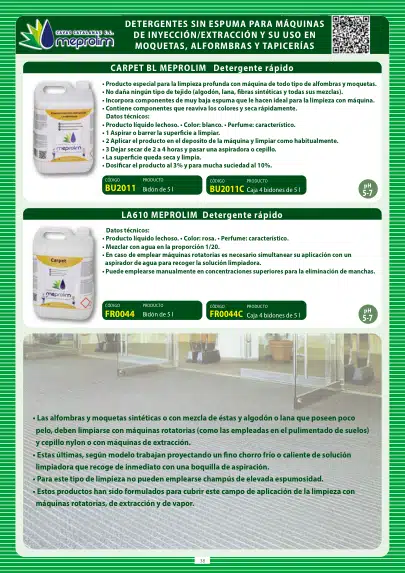 CAYRE CATALANES S.L.
meprolim
DETERGENTES SIN ESPUMA PARA MÁQUINAS
DE INYECCIÓN/EXTRACCIÓN Y SU USO EN
MOQUETAS, ALFORMBRAS Y TAPICERÍAS
CARPET BL MEPROLIM Detergente rápido
• Producto especial para la limpieza profunda con máquina de todo tipo de alfombras y moquetas.
• No daña ningún tipo de tejido (algodón, lana, fibras sintéticas y todas sus mezclas).
• Incorpora componentes de muy baja espuma que le hacen ideal para la limpieza con máquina.
• Contiene componentes que reaviva los colores y seca rápidamente.
Datos técnicos:
• Producto líquido lechoso. • Color: blanco. • Perfume: característico.
• 1 Aspirar o barrer la superficie a limpiar.
• 2 Aplicar el producto en el deposito de la máquina y limpiar como habitualmente.
• 3 Dejar secar de 2 a 4 horas y pasar una aspiradora o cepillo.
• La superficie queda seca y limpia.
• Dosificar el producto al 3% y para mucha suciedad al 10%.
meprolim
CÓDIGO PRODUCTO
BU2011 Bidón de 5 l
CÓDIGO PRODUCTO
BU2011C Caja 4 bidones de 5 l
pH
5-7
LA610 MEPROLIM Detergente rápido
Datos técnicos:
• Producto líquido lechoso. • Color: rosa. • Perfume: característico.
• Mezclar con agua en la proporción 1/20.
• En caso de emplear máquinas rotatorias es necesario simultanear su aplicación con un
aspirador de agua para recoger la solución limpiadora.
• Puede emplearse manualmente en concentraciones superiores para la eliminación de manchas.
Carpet
meprolim
CÓDIGO PRODUCTO
FR0044 Bidón de 5 l
CÓDIGO PRODUCTO
FR0044C Caja 4 bidones de 5 l
pH
5-7
• Las alfombras y moquetas sintéticas o con mezcla de éstas y algodón o lana que poseen poco
pelo, deben limpiarse con máquinas rotatorias (como las empleadas en el pulimentado de suelos)
y cepillo nylon o con máquinas de extracción.
• Estas últimas, según modelo trabajan proyectando un fino chorro frío o caliente de solución
limpiadora que recoge de inmediato con una boquilla de aspiración.
• Para este tipo de limpieza no pueden emplearse champús de elevada espumosidad.
• Estos productos han sido formulados para cubrir este campo de aplicación de la limpieza con
máquinas rotatorias, de extracción y de vapor.